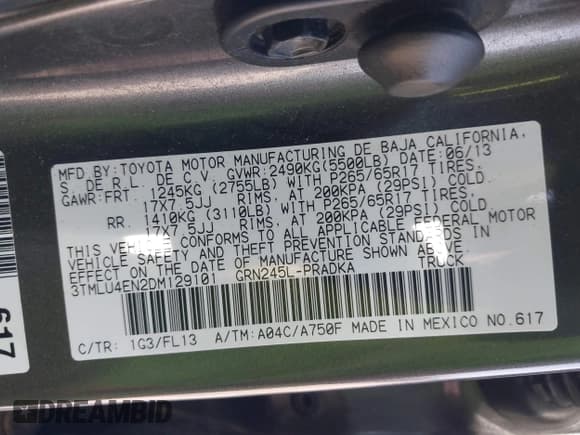 MFD.BY:TOYOTA MOTOR MANUFACTURING DE BAJA CALIFORNIA,
S. DE R.L. DE C.V. GVWR:2490KG(5500LB) DATE:06/13
GAWR:FRT 1245KG (2755LB) WITH P265/65R17 TIRES.
17X7.5JJ RIMS, AT 200KPA (29PSI) COLD.
RR. 1410KG (3110LB) WITH P265/65R17 TIRES.
17X7.5JJ RIMS, AT 200KPA (29PSI) COLD.
THIS VEHICLE CONFORMS TO ALL APPLICABLE FEDERAL MOTOR
VEHICLE SAFETY AND THEFT PREVENTION STANDARDS IN
EFFECT ON THE DATE OF MANUFACTURE SHOWN ABOVE.
3TMLU4EN2DM129101 GRN245L-PRADKA TRUCK
C/TR: 1G3/FL13 A/TM:A04C/A750F MADE IN MEXICO NO.617
617
DREAMBID